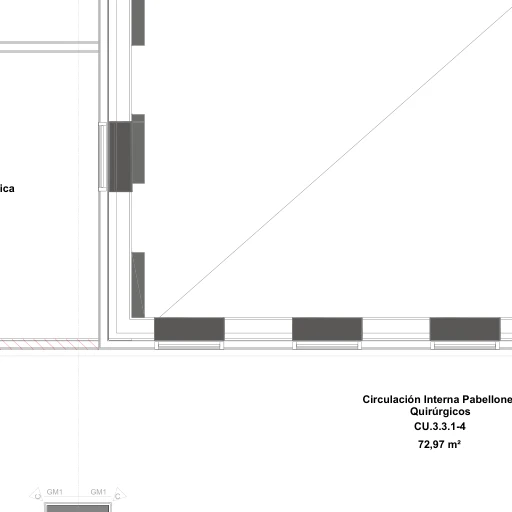 ica
Circulación Interna Pabellone
Quirúrgicos
CU.3.3.1-4
72,97 m²
GM1 GM1